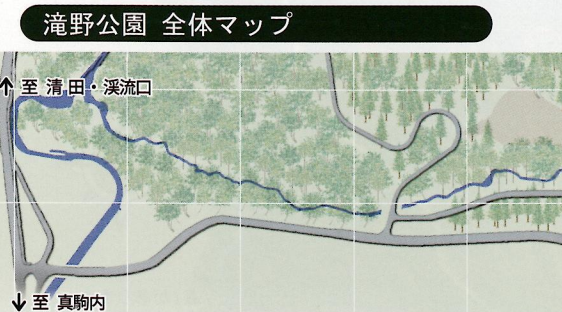 滝野公園 全体マップ
↑ 至 清田・渓流口
↓ 至 真駒内